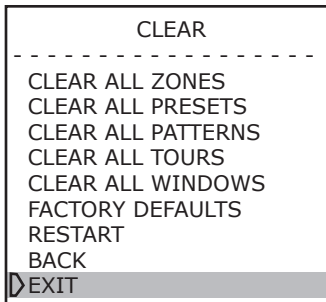 CLEAR
- - - - - - - - - - - - - - - - - -
CLEAR ALL ZONES
CLEAR ALL PRESETS
CLEAR ALL PATTERNS
CLEAR ALL TOURS
CLEAR ALL WINDOWS
FACTORY DEFAULTS
RESTART
BACK
EXIT